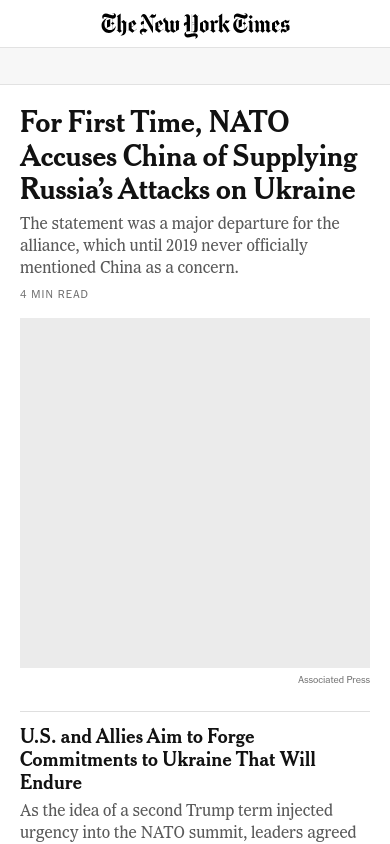 The New York Times
For First Time, NATO
Accuses China of Supplying
Russia’s Attacks on Ukraine
The statement was a major departure for the
alliance, which until 2019 never officially
mentioned China as a concern.
4 MIN READ
Associated Press
U.S. and Allies Aim to Forge
Commitments to Ukraine That Will
Endure
As the idea of a second Trump term injected
urgency into the NATO summit, leaders agreed